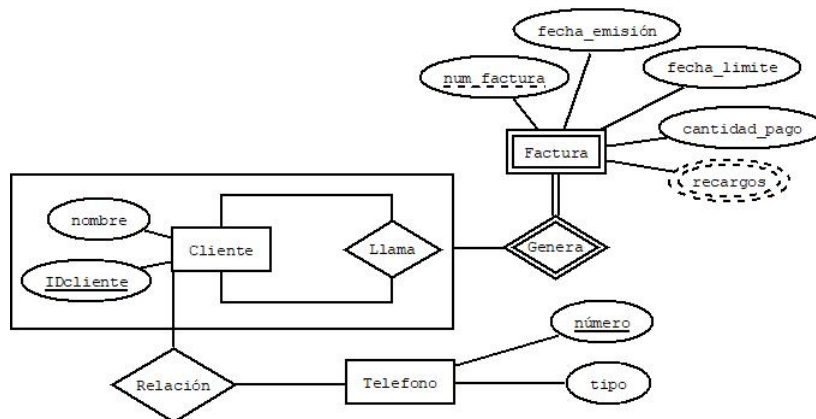 fecha_emisión
num_factura
fecha_limite
cantidad_pago
Factura
recargos
nombre
Cliente
Llama
Genera
IDcliente
número
Relación
Telefono
tipo